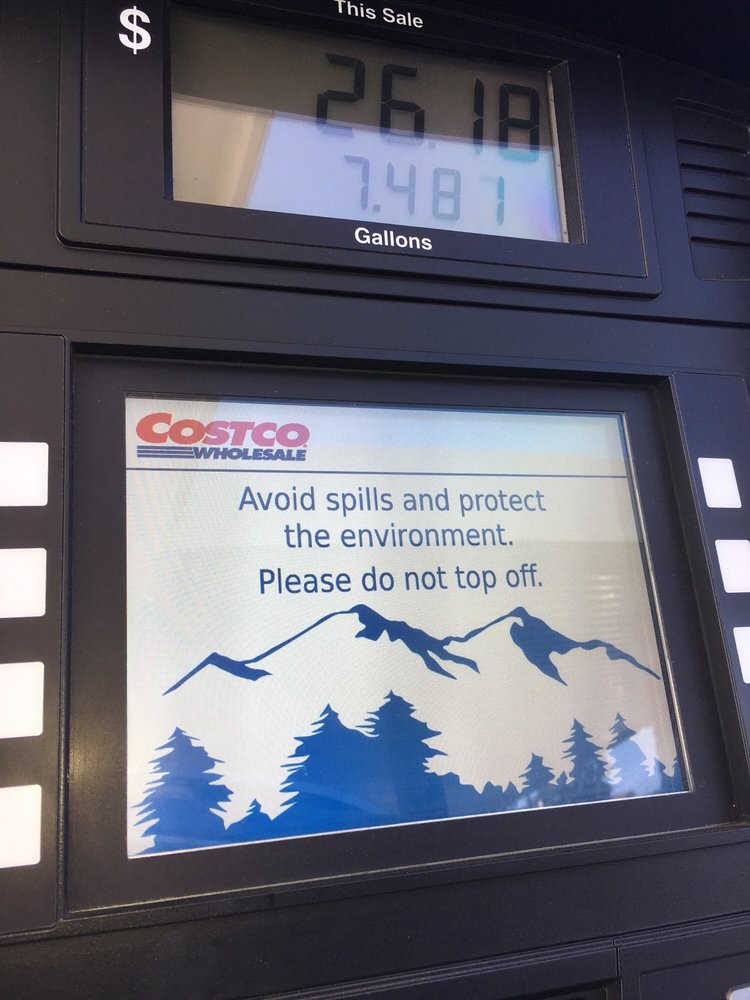 This Sale
$ 26.18
7.481
Gallons
COSTCO
WHOLESALE
Avoid spills and protect
the environment.
Please do not top off.